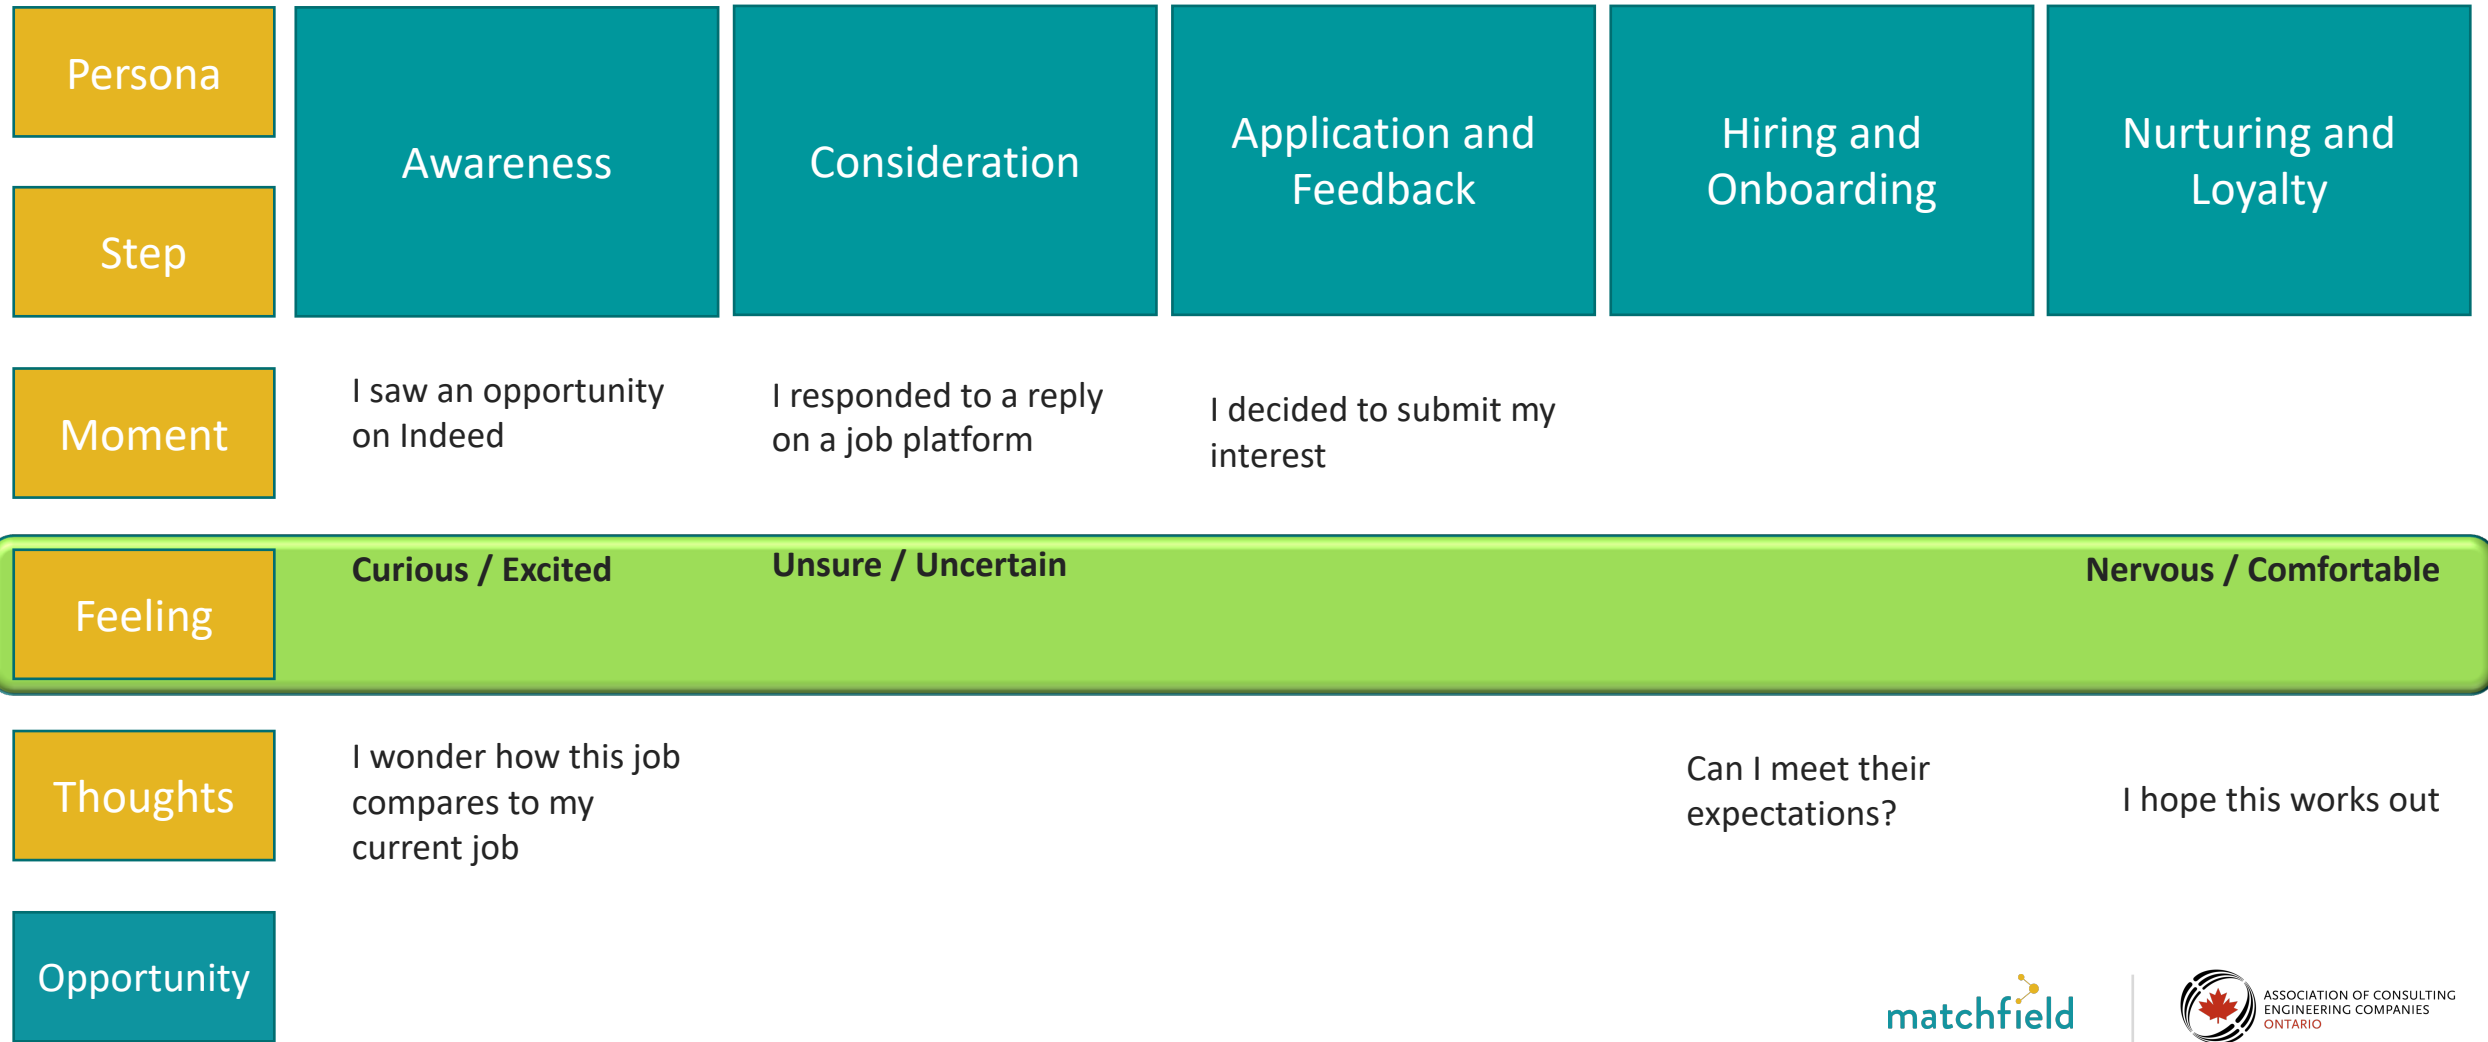 Persona
Awareness
Consideration
Application and
Feedback
Hiring and
Onboarding
Nurturing and
Loyalty
Step
Moment
I saw an opportunity
on Indeed
I responded to a reply
on a job platform
I decided to submit my
interest
Feeling
Curious / Excited
Unsure / Uncertain
Nervous / Comfortable
Thoughts
I wonder how this job
compares to my
current job
Can I meet their
expectations?
I hope this works out
Opportunity
matchfield
ASSOCIATION OF CONSULTING
ENGINEERING COMPANIES
ONTARIO